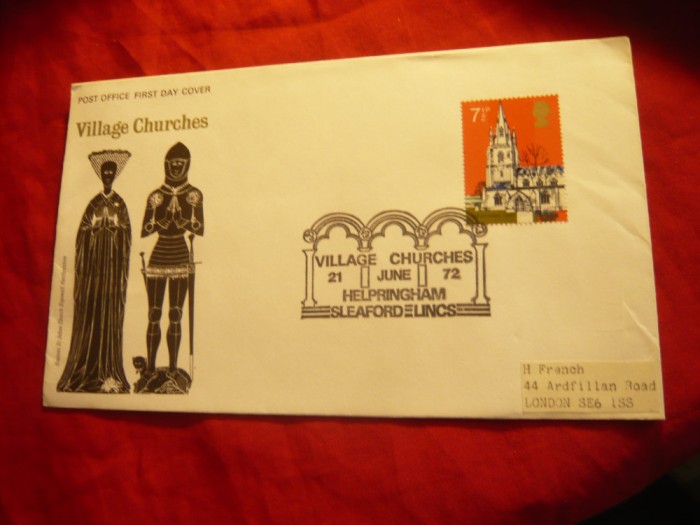 POST OFFICE FIRST DAY COVER
Village Churches
7½P
VILLAGE CHURCHES
21 JUNE 72
HELPRINGHAM
SLEAFORD LINCS
H French
44 Ardfillan Road
LONDON SE6 1SS